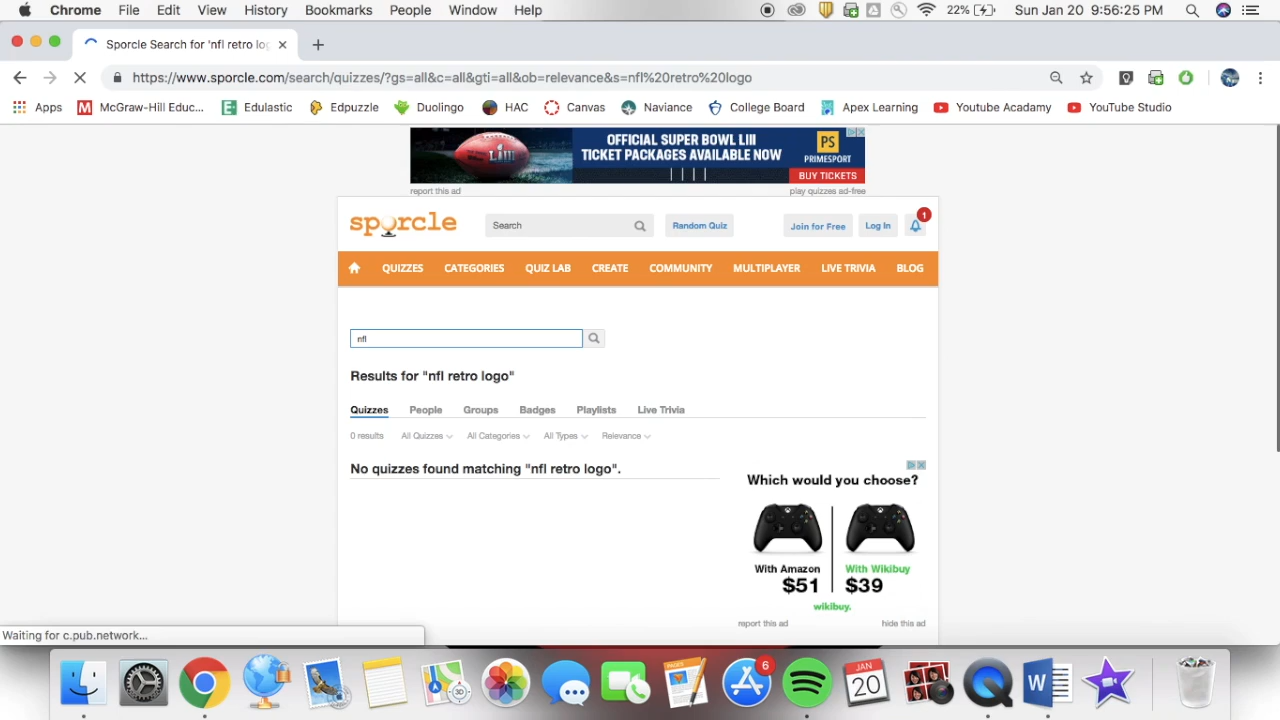 Chrome File Edit View History Bookmarks People Window Help 22% Sun Jan 20 9:56:25 PM
Sporcle Search for 'nfl retro log
https://www.sporcle.com/search/quizzes/?gs=all&c=all&gti=all&ob=relevance&s=nfl%20retro%20logo
Apps McGraw-Hill Educ... Edulastic Edpuzzle Duolingo HAC Canvas Naviance College Board Apex Learning Youtube Acadamy YouTube Studio
LIII
OFFICIAL SUPER BOWL LIII
TICKET PACKAGES AVAILABLE NOW
PS
PRIMESPORT
BUY TICKETS
report this ad play quizzes ad-free
sporcle Search Random Quiz Join for Free Log In 1
QUIZZES CATEGORIES QUIZ LAB CREATE COMMUNITY MULTIPLAYER LIVE TRIVIA BLOG
nfl
Results for "nfl retro logo"
Quizzes People Groups Badges Playlists Live Trivia
0 results All Quizzes All Categories All Types Relevance
No quizzes found matching "nfl retro logo".
Which would you choose?
With Amazon With Wikibuy
$51 $39
wikibuy.
report this ad hide this ad
Waiting for c.pub.network...
3D
PAGES
6
JAN
20
W